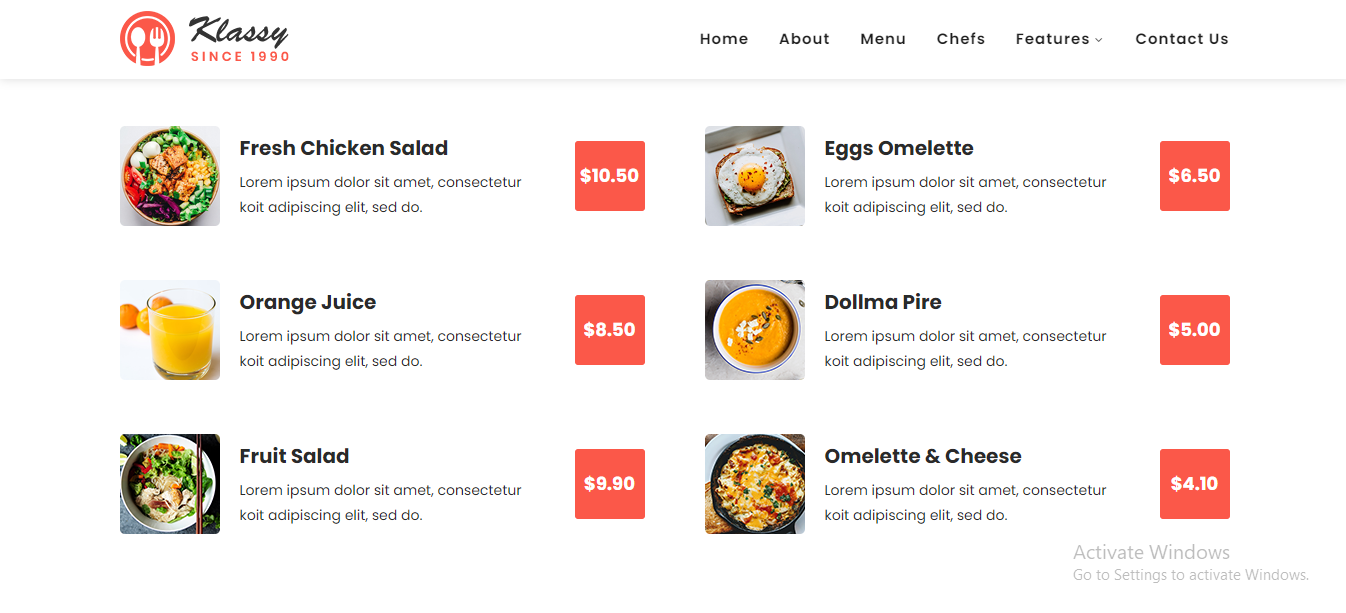 Klassy
SINCE 1990
Home About Menu Chefs Features Contact Us
Fresh Chicken Salad
Lorem ipsum dolor sit amet, consectetur
koit adipiscing elit, sed do.
$10.50
Eggs Omelette
Lorem ipsum dolor sit amet, consectetur
koit adipiscing elit, sed do.
$6.50
Orange Juice
Lorem ipsum dolor sit amet, consectetur
koit adipiscing elit, sed do.
$8.50
Dollma Pire
Lorem ipsum dolor sit amet, consectetur
koit adipiscing elit, sed do.
$5.00
Fruit Salad
Lorem ipsum dolor sit amet, consectetur
koit adipiscing elit, sed do.
$9.90
Omelette & Cheese
Lorem ipsum dolor sit amet, consectetur
koit adipiscing elit, sed do.
$4.10
Activate Windows
Go to Settings to activate Windows.